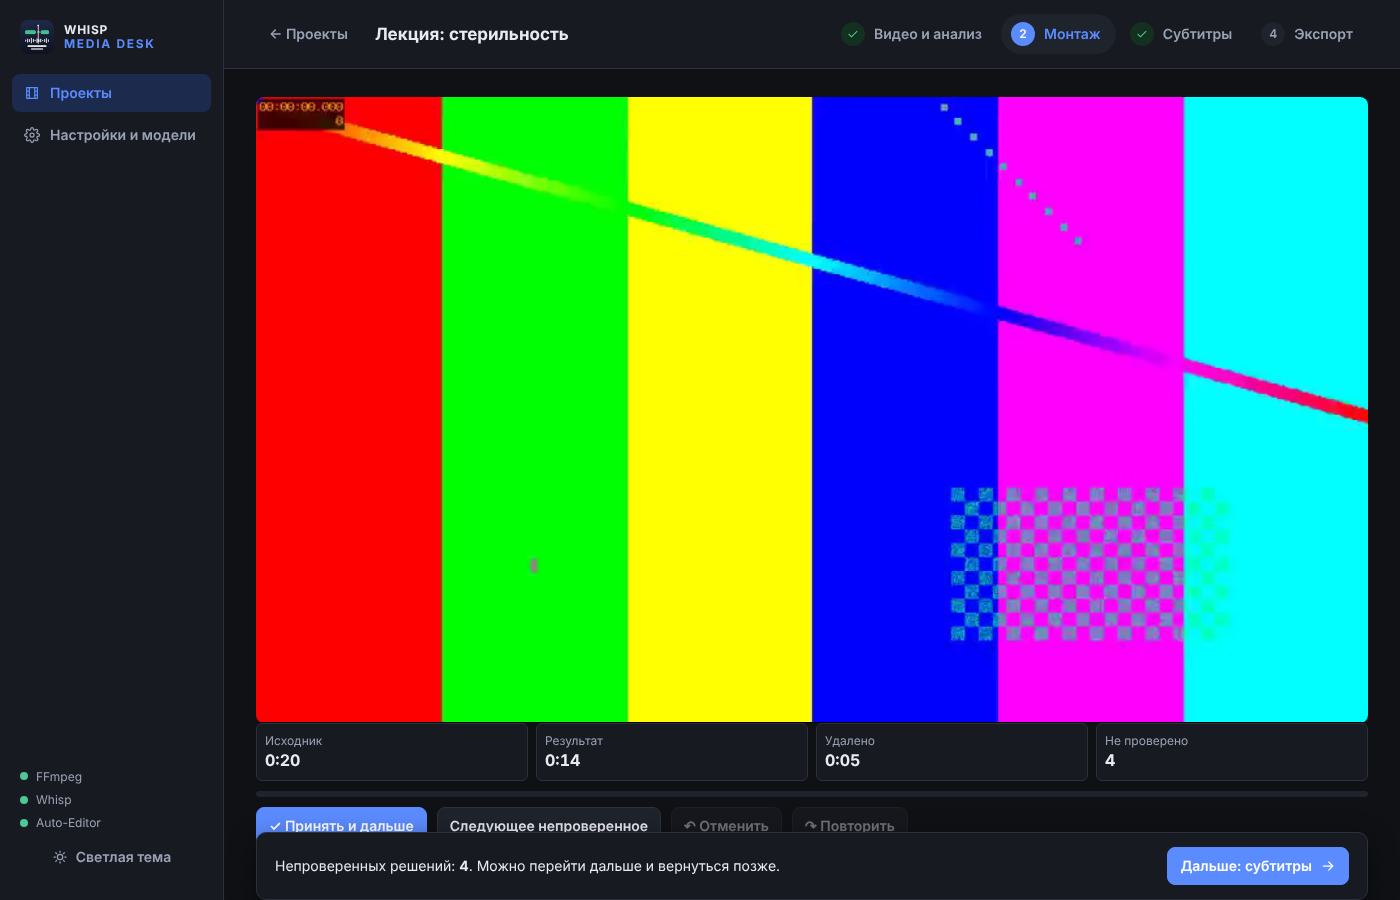 WHISP
MEDIA DESK
Проекты
Настройки и модели
FFmpeg
Whisp
Auto-Editor
Светлая тема
← Проекты
Лекция: стерильность
✓ Видео и анализ
2 Монтаж
✓ Субтитры
4 Экспорт
00:00:00.000
0
Исходник
0:20
Результат
0:14
Удалено
0:05
Не проверено
4
✓ Принять и дальше
Следующее непроверенное
↶ Отменить
↷ Повторить
Непроверенных решений: 4. Можно перейти дальше и вернуться позже.
Дальше: субтитры →